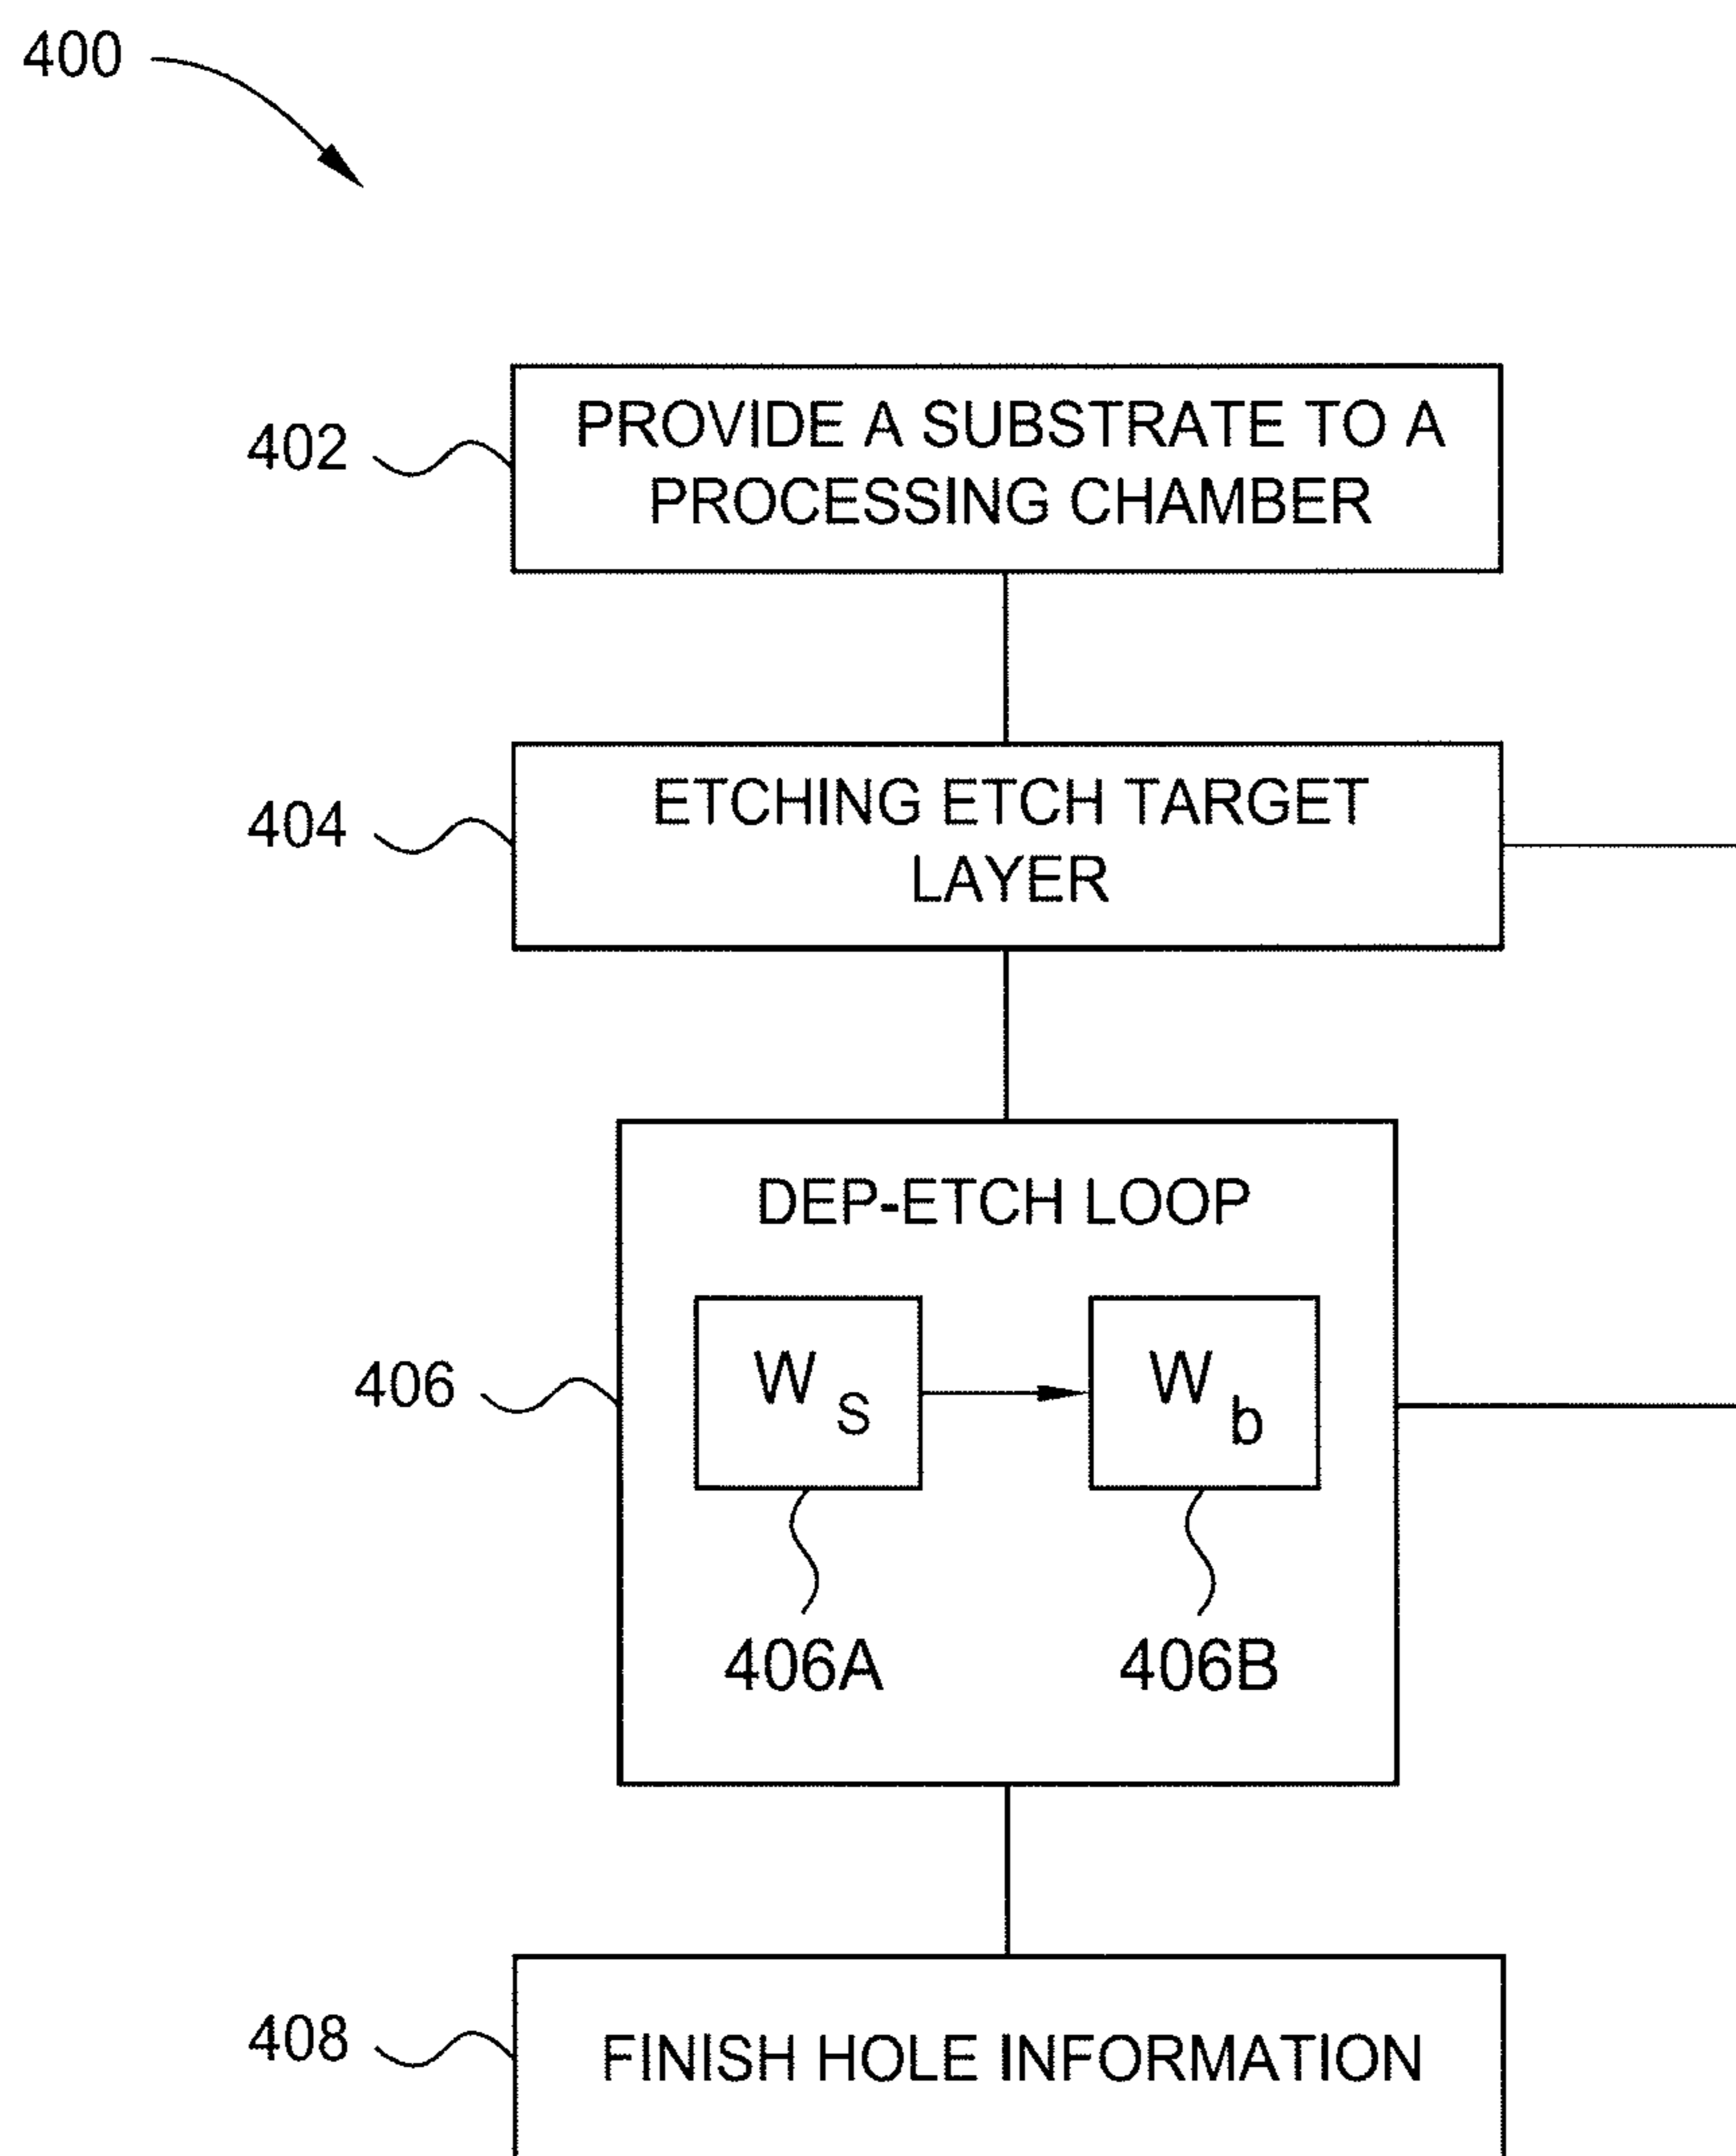 400
402
PROVIDE A SUBSTRATE TO A
PROCESSING CHAMBER
404
ETCHING ETCH TARGET
LAYER
406
DEP-ETCH LOOP
W s
W b
406A
406B
408
FINISH HOLE INFORMATION